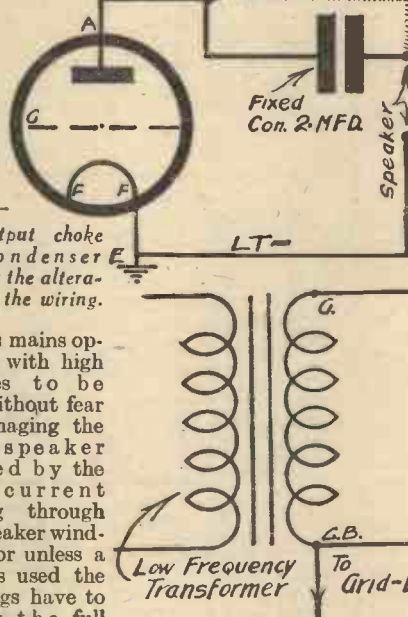 A
G
F F
Fixed
Con. 2.MFD.
speaker
E
LT-
tput choke
ondenser
the altera-
the wiring.
s mains op-
with high
es to be
ithout fear
naging the
speaker
ed by the
current
g through
eaker wind-
or unless a
s used the
gs have to
the full
G.
G.B.
Low Frequency
Transformer
To
Grid-